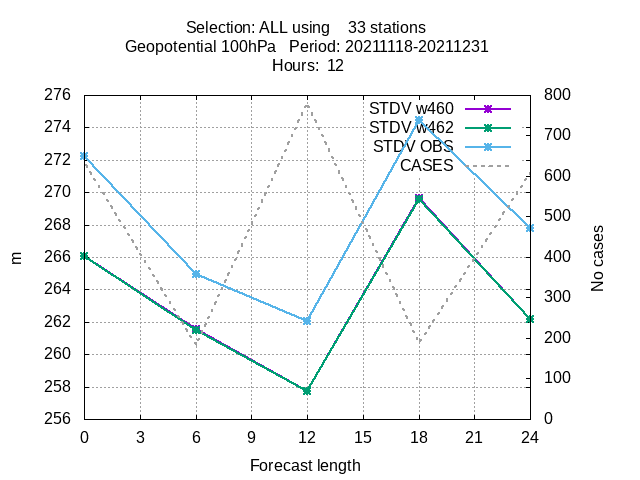 Selection: ALL using    33 stations
Geopotential 100hPa   Period: 20211118-20211231
Hours:  12
276
274
272
270
268
266
264
262
260
258
256
800
700
600
500
400
300
200
100
0
STDV w460
STDV w462
STDV OBS
CASES
m
No cases
0 3 6 9 12 15 18 21 24
Forecast length